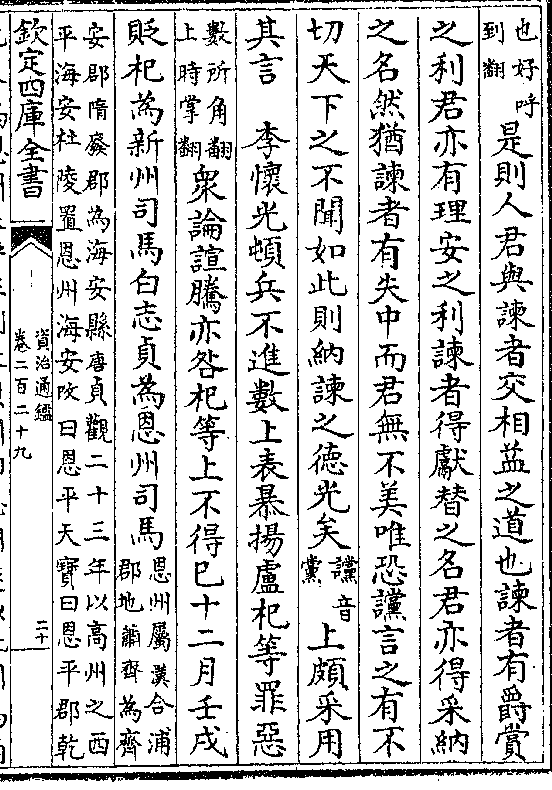 也好呼
到翻
是則人君與諫者交相益之道也諫者有爵賞
之利君亦有理安之利諫者得獻替之名君亦得采納
之名然猶諫者有失中而君無不美唯恐讜言之有不
切天下之不聞如此則納諫之德光矣
讜音
黨
上頗采用
其言　李懷光頓兵不進數上表暴揚盧杞等罪惡
數所角翻
上時掌翻
衆論諠騰亦咎杞等上不得已十二月壬戌
貶杞為新州司馬白志貞為恩州司馬
恩州屬漢合浦
郡地蕭齊為齊
安郡隋廢郡為海安縣唐貞觀二十三年以高州之西
平海安杜陵置恩州海安攺曰恩平天寶曰恩平郡乾
欽定四庫全書
資治通鑑
卷二百二十九
二十